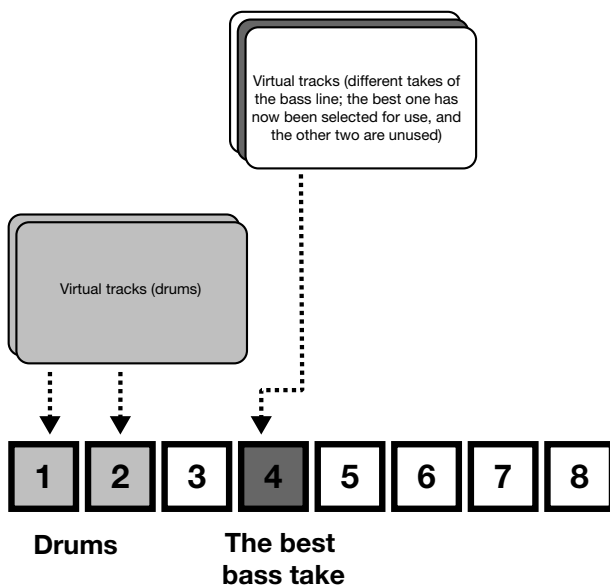 Virtual tracks (different takes of
the bass line; the best one has
now been selected for use, and
the other two are unused)
Virtual tracks (drums)
1 2 3 4 5 6 7 8
Drums
The best
bass take